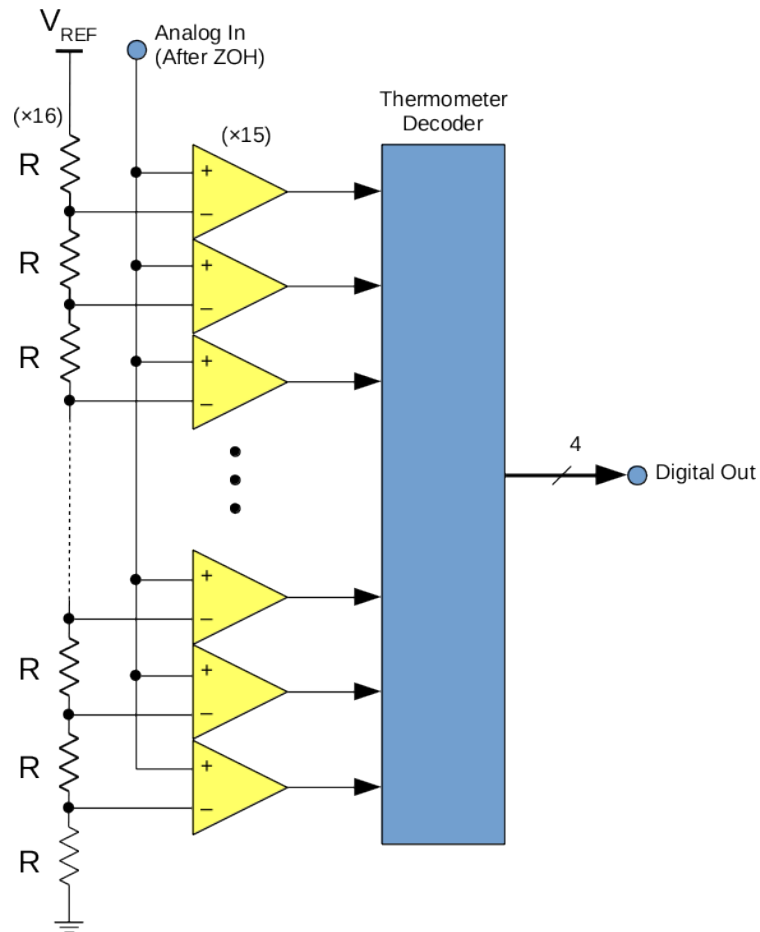 V_REF
Analog In
(After ZOH)
(×16)
(×15)
Thermometer
Decoder
R
+
−
R
+
−
R
+
−
4
Digital Out
+
−
R
+
−
R
+
−
R